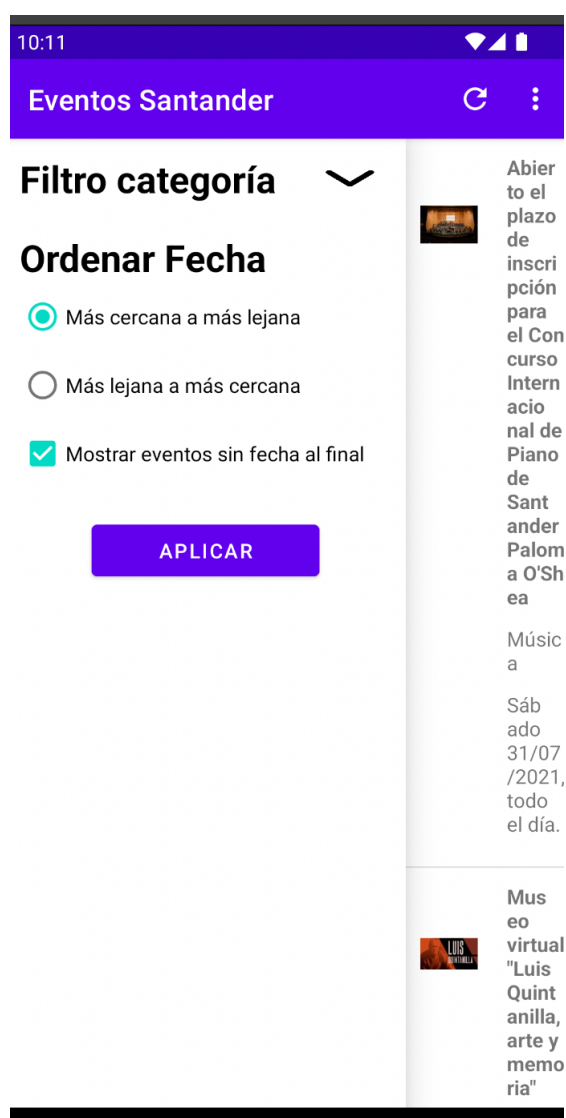 10:11
Eventos Santander
Filtro categoría
Ordenar Fecha
Más cercana a más lejana
Más lejana a más cercana
Mostrar eventos sin fecha al final
APLICAR
Abier
to el
plazo
de
inscri
pción
para
el Con
curso
Intern
acio
nal de
Piano
de
Sant
ander
Palom
a O'Sh
ea
Músic
a
Sáb
ado
31/07
/2021,
todo
el día.
LUIS
QUINTANILLA
Mus
eo
virtual
"Luis
Quint
anilla,
arte y
memo
ria"